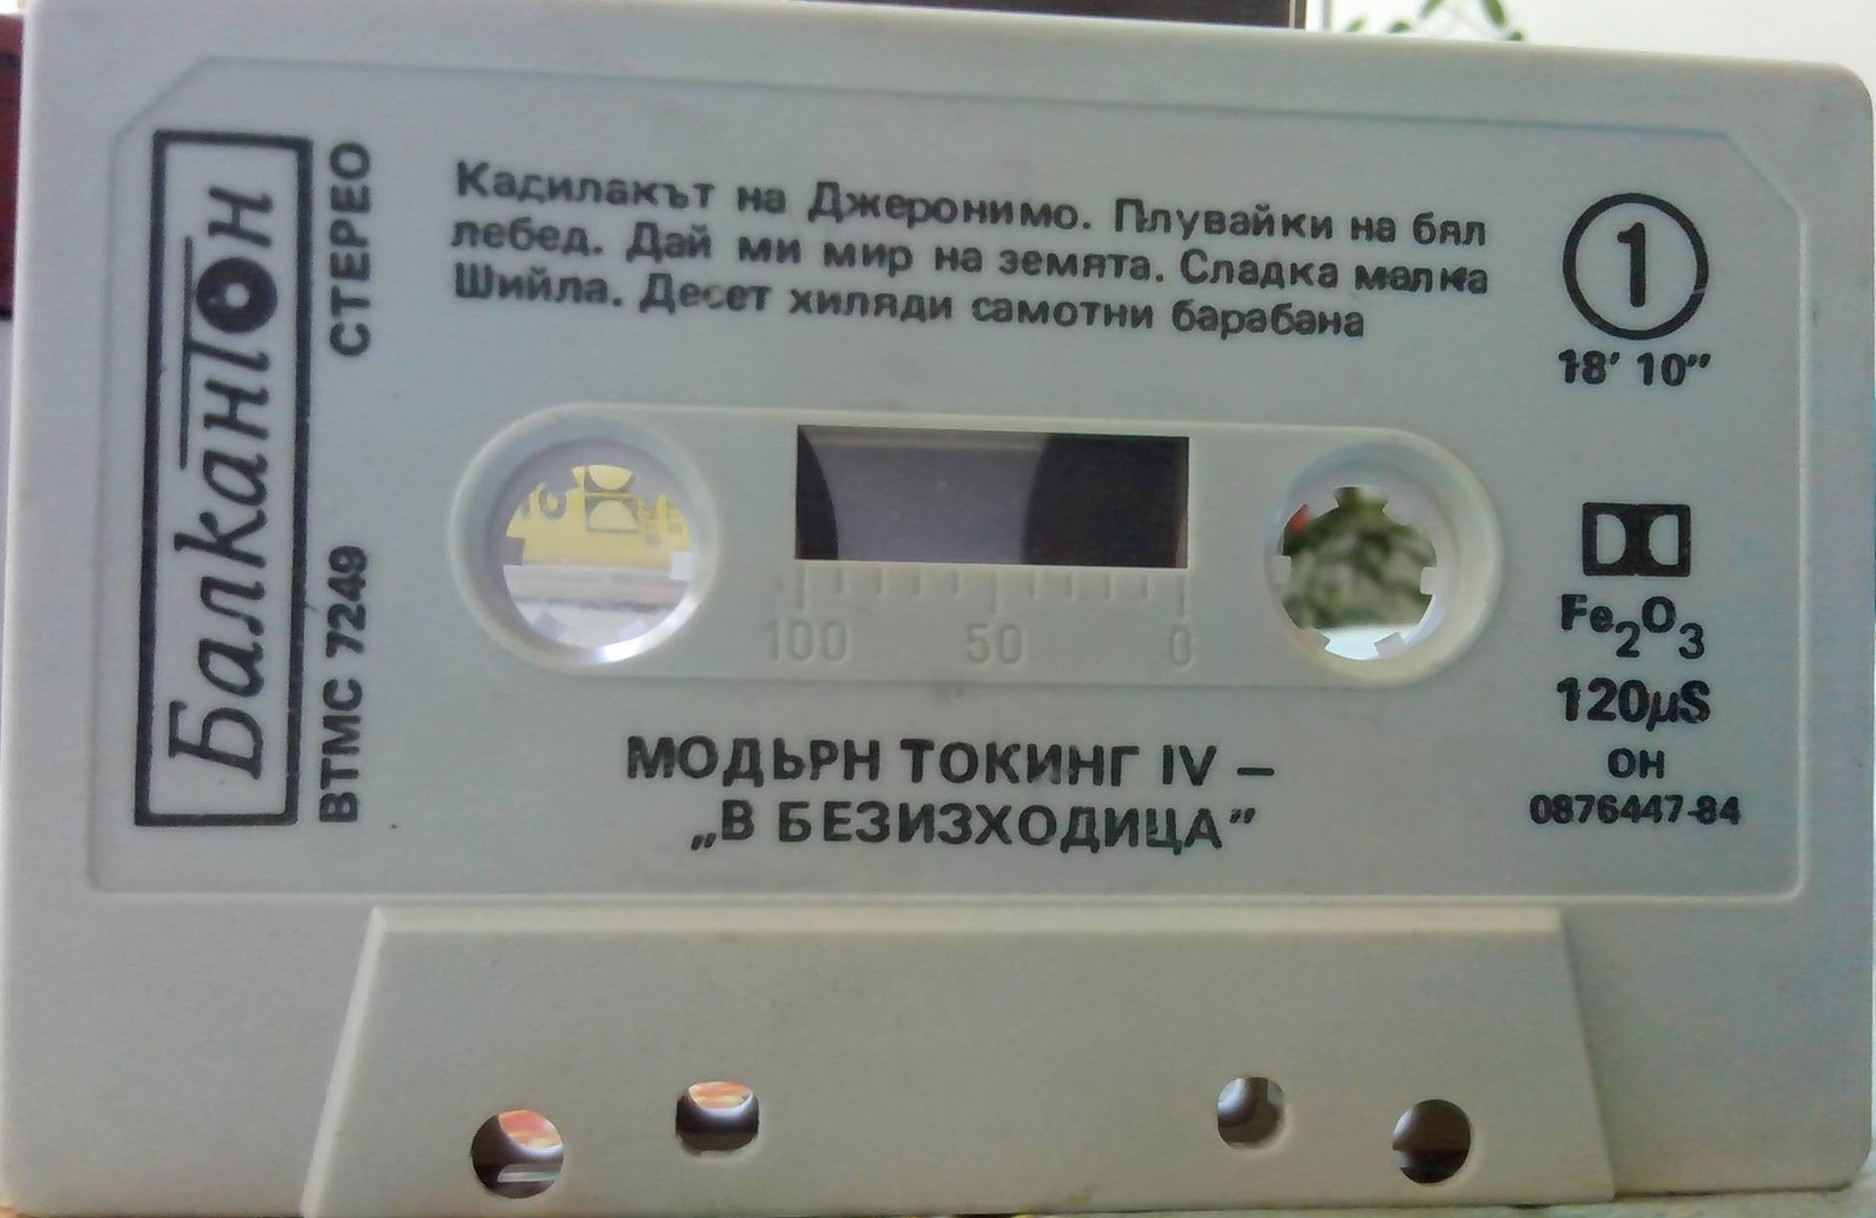 Балкантон
СТЕРЕО
ВТМС 7249
Кадилакът на Джеронимо. Плувайки на бял
лебед. Дай ми мир на земята. Сладка малка
Шийла. Десет хиляди самотни барабана
1
18′ 10″
100 50 0
Fe₂O₃
120µS
ОН
0876447-84
МОДЬРН ТОКИНГ IV –
„В БЕЗИЗХОДИЦА”